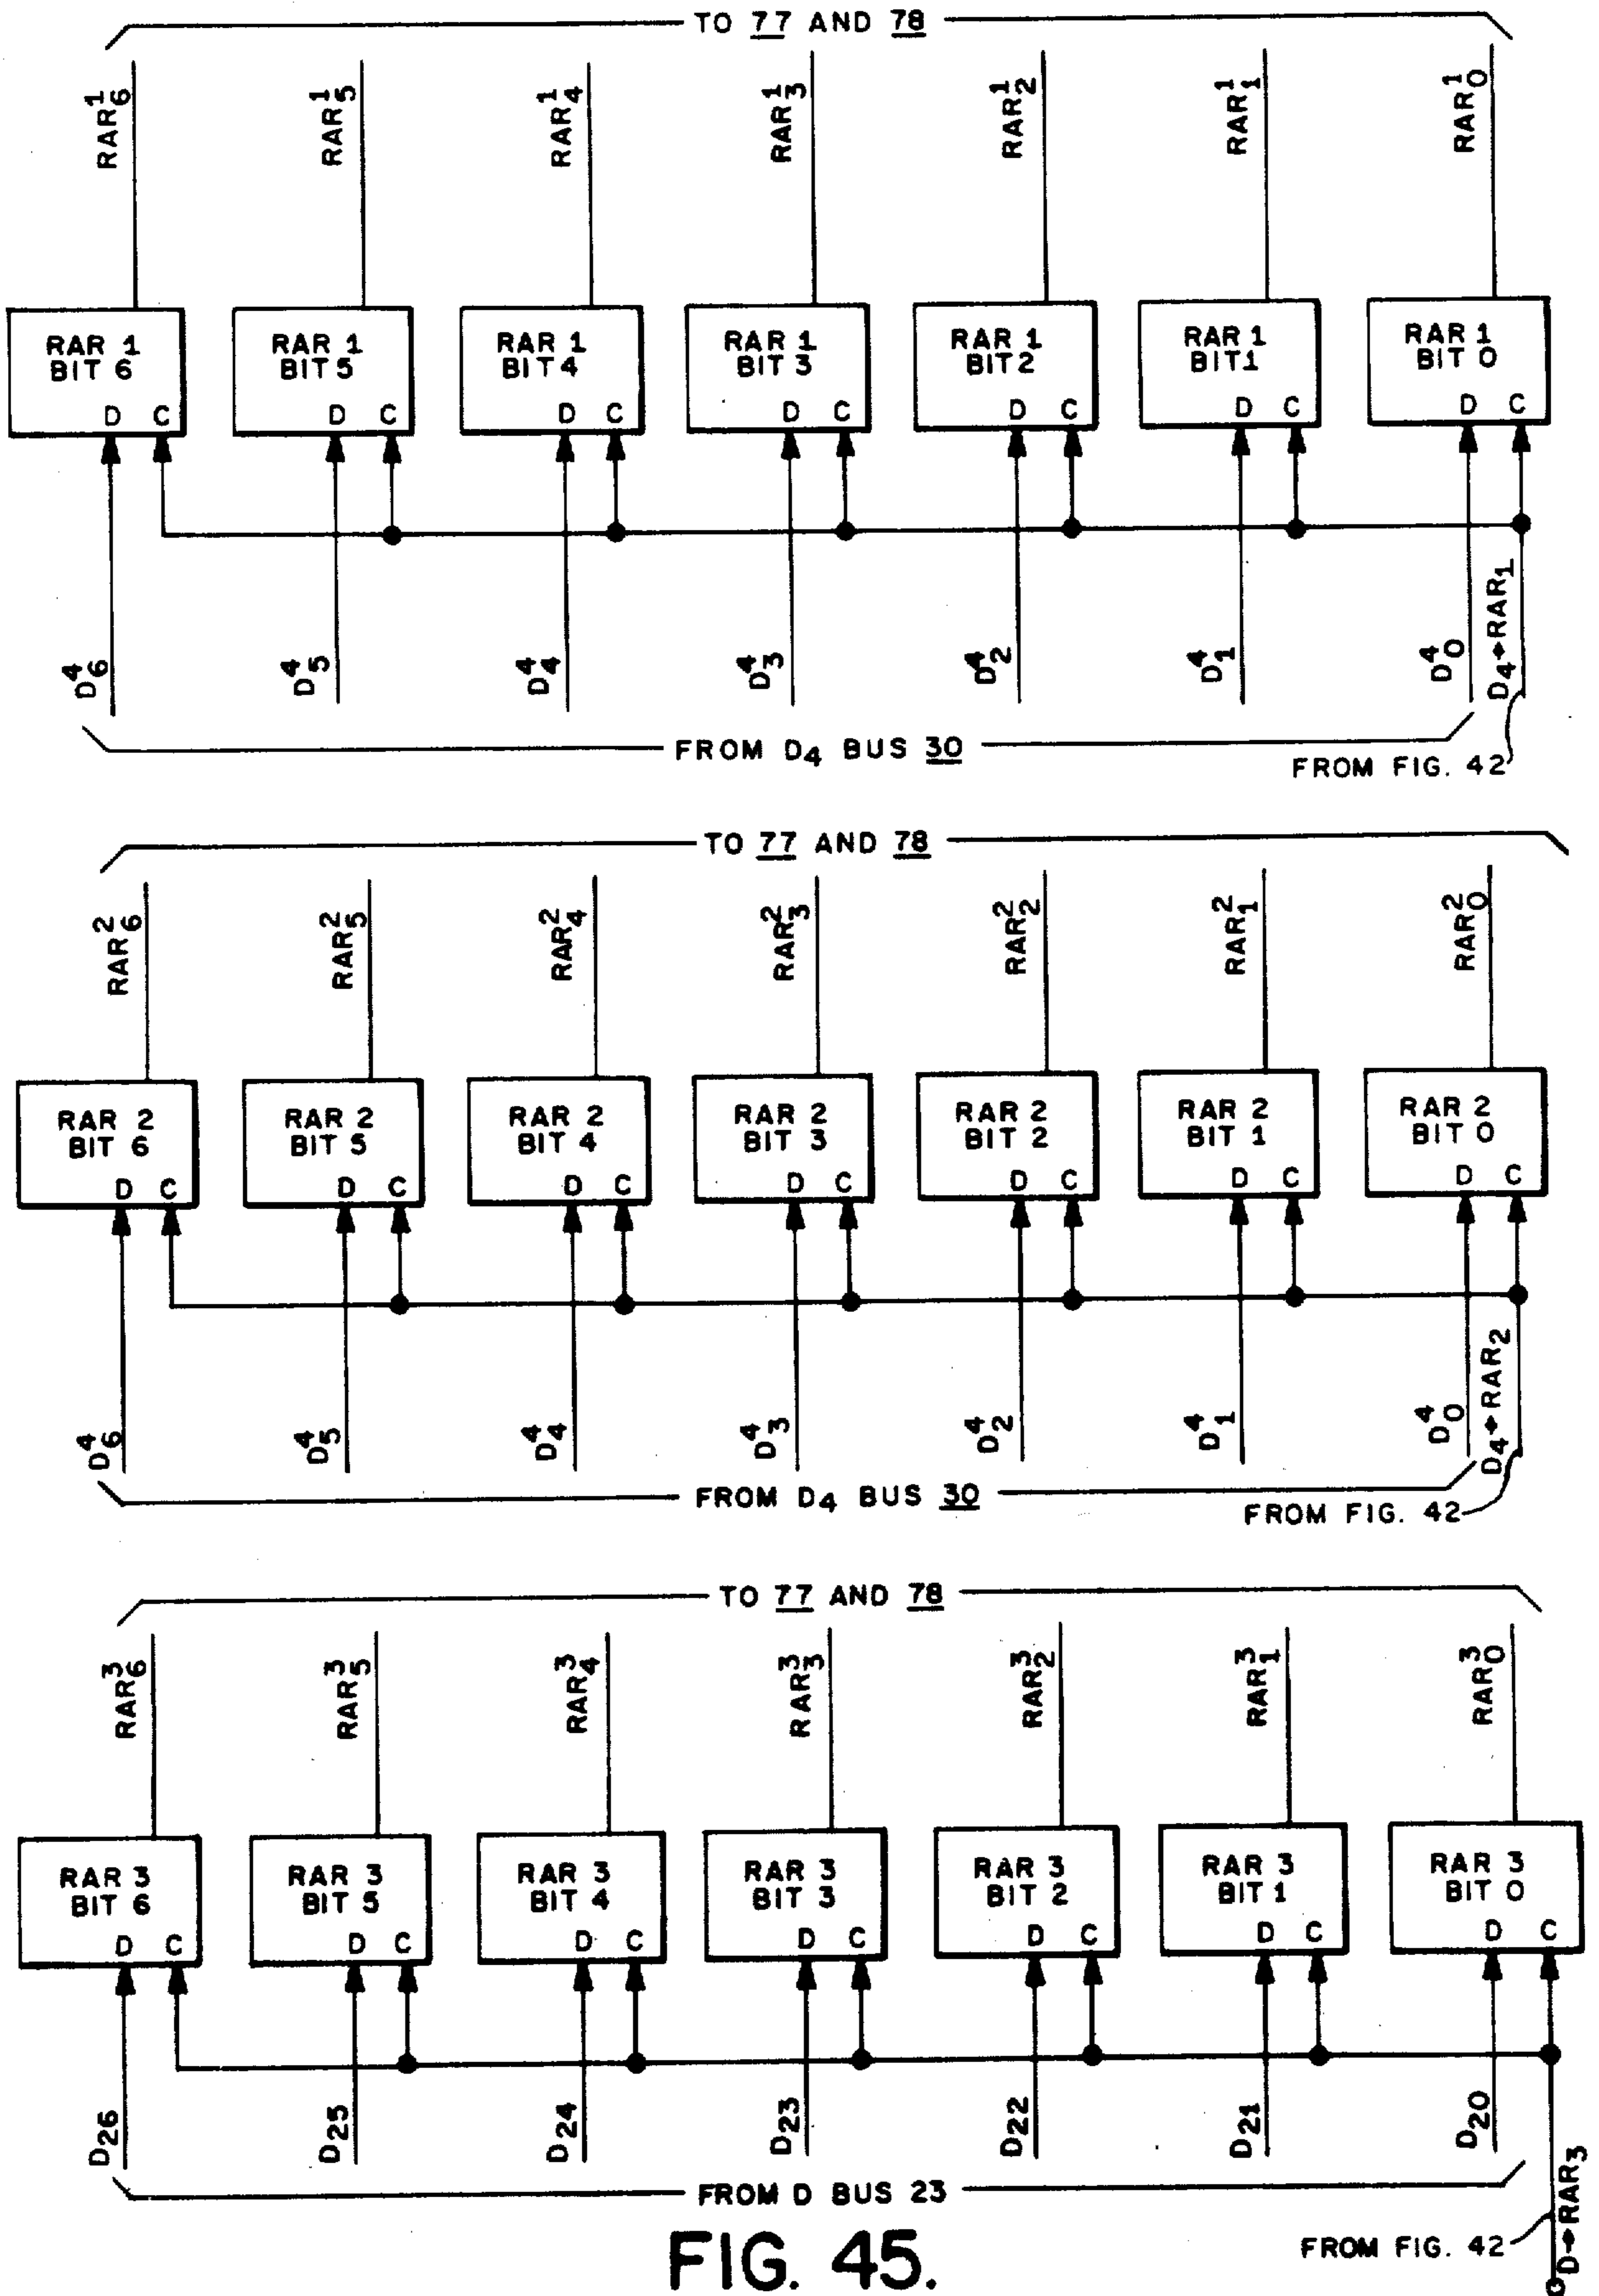 TO 77 AND 78
RAR¹₆ RAR¹₅ RAR¹₄ RAR¹₃ RAR¹₂ RAR¹₁ RAR¹₀
RAR 1 RAR 1 RAR 1 RAR 1 RAR 1 RAR 1 RAR 1
BIT 6 BIT 5 BIT 4 BIT 3 BIT 2 BIT 1 BIT 0
D C D C D C D C D C D C D C
D⁴₆ D⁴₅ D⁴₄ D⁴₃ D⁴₂ D⁴₁ D⁴₀ D₄→RAR₁
FROM D₄ BUS 30
FROM FIG. 42
TO 77 AND 78
RAR²₆ RAR²₅ RAR²₄ RAR²₃ RAR²₂ RAR²₁ RAR²₀
RAR 2 RAR 2 RAR 2 RAR 2 RAR 2 RAR 2 RAR 2
BIT 6 BIT 5 BIT 4 BIT 3 BIT 2 BIT 1 BIT 0
D C D C D C D C D C D C D C
D⁴₆ D⁴₅ D⁴₄ D⁴₃ D⁴₂ D⁴₁ D⁴₀ D₄→RAR₂
FROM D₄ BUS 30
FROM FIG. 42
TO 77 AND 78
RAR³₆ RAR³₅ RAR³₄ RAR³₃ RAR³₂ RAR³₁ RAR³₀
RAR 3 RAR 3 RAR 3 RAR 3 RAR 3 RAR 3 RAR 3
BIT 6 BIT 5 BIT 4 BIT 3 BIT 2 BIT 1 BIT 0
D C D C D C D C D C D C D C
D₂₆ D₂₅ D₂₄ D₂₃ D₂₂ D₂₁ D₂₀ D→RAR₃
FROM D BUS 23
FROM FIG. 42
FIG. 45.